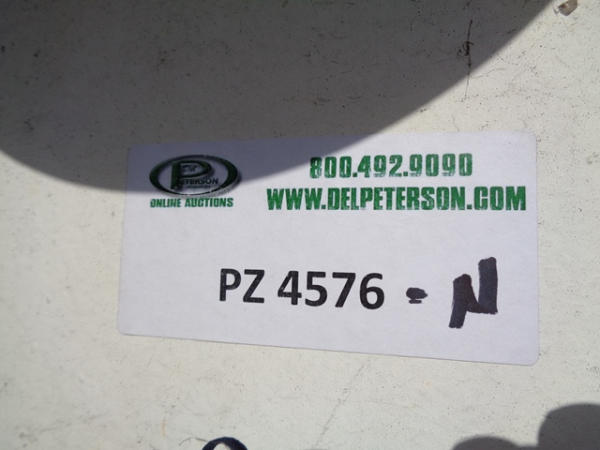 800.492.9090
PETERSON
ONLINE AUCTIONS
WWW.DELPETERSON.COM
PZ 4576 - N